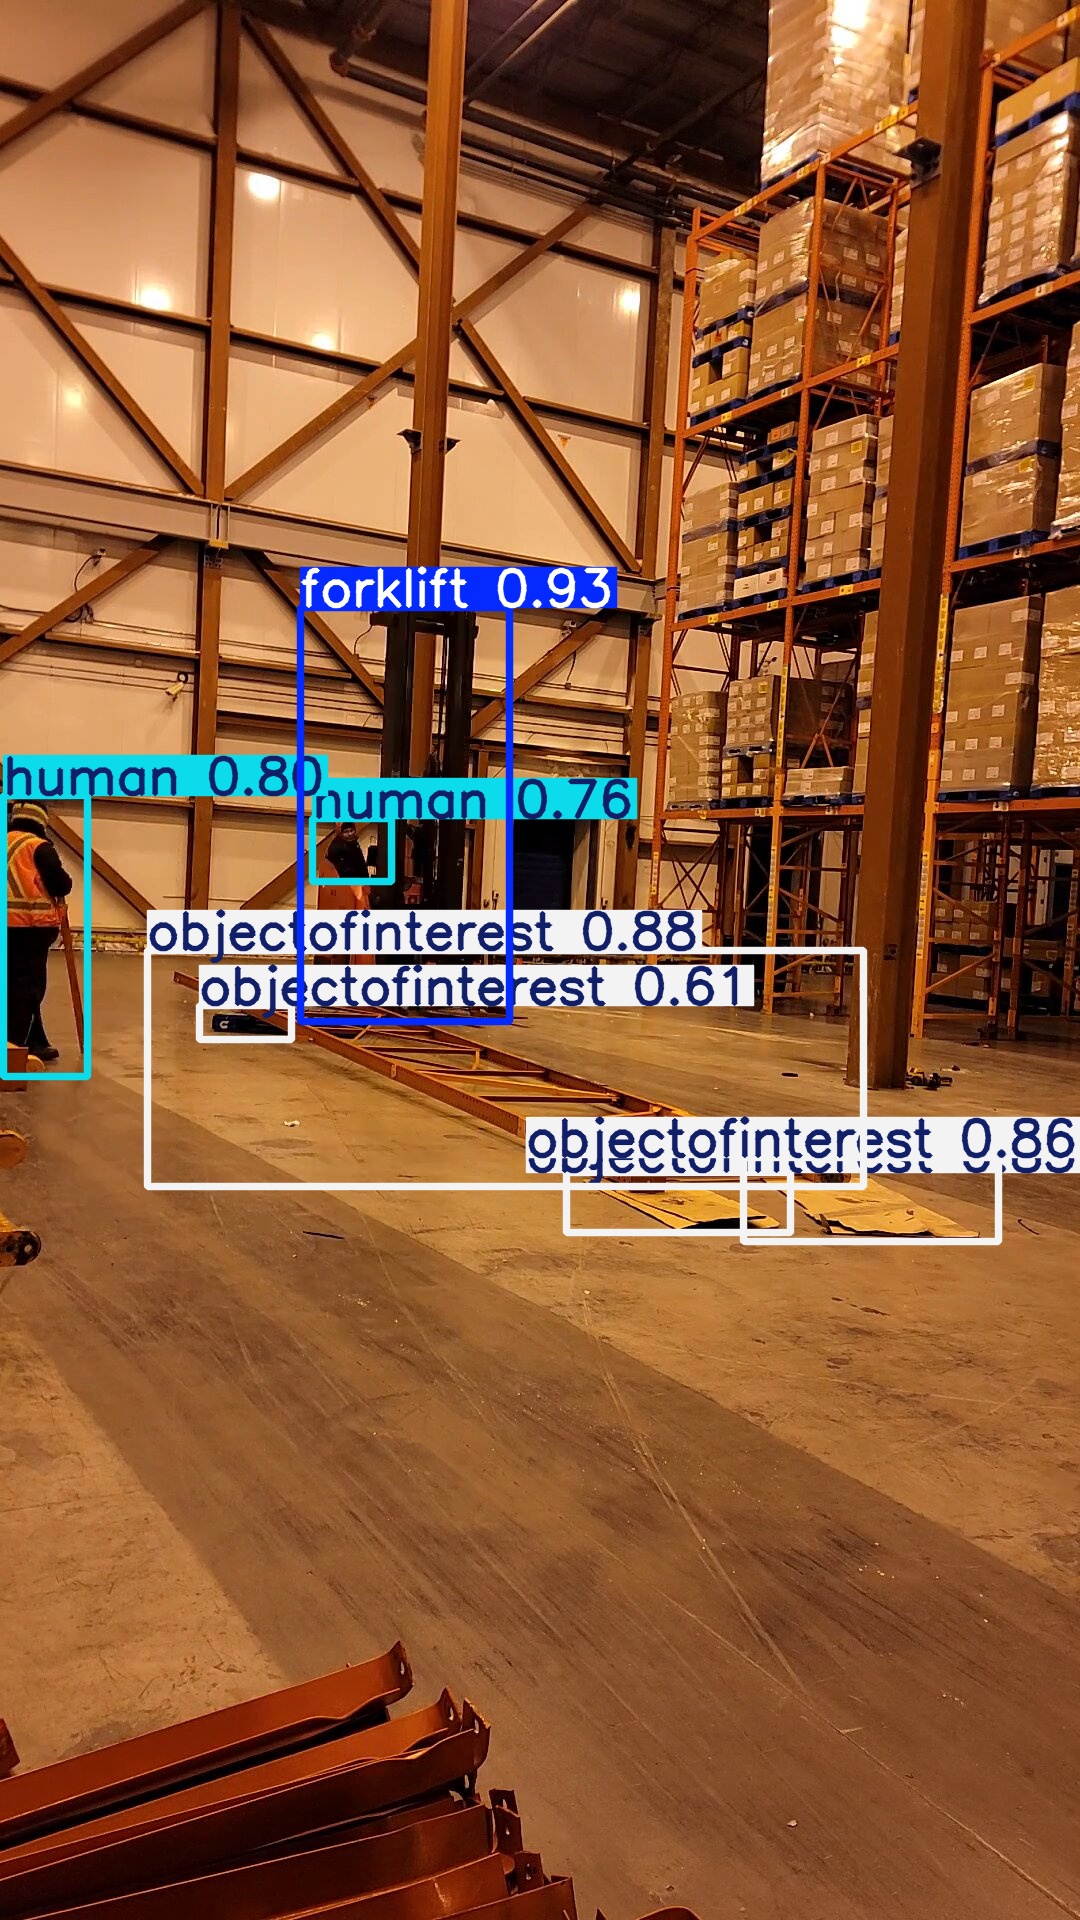 forklift 0.93
human 0.80
human 0.76
objectofinterest 0.88
objectofinterest 0.61
objectofinterest 0.86